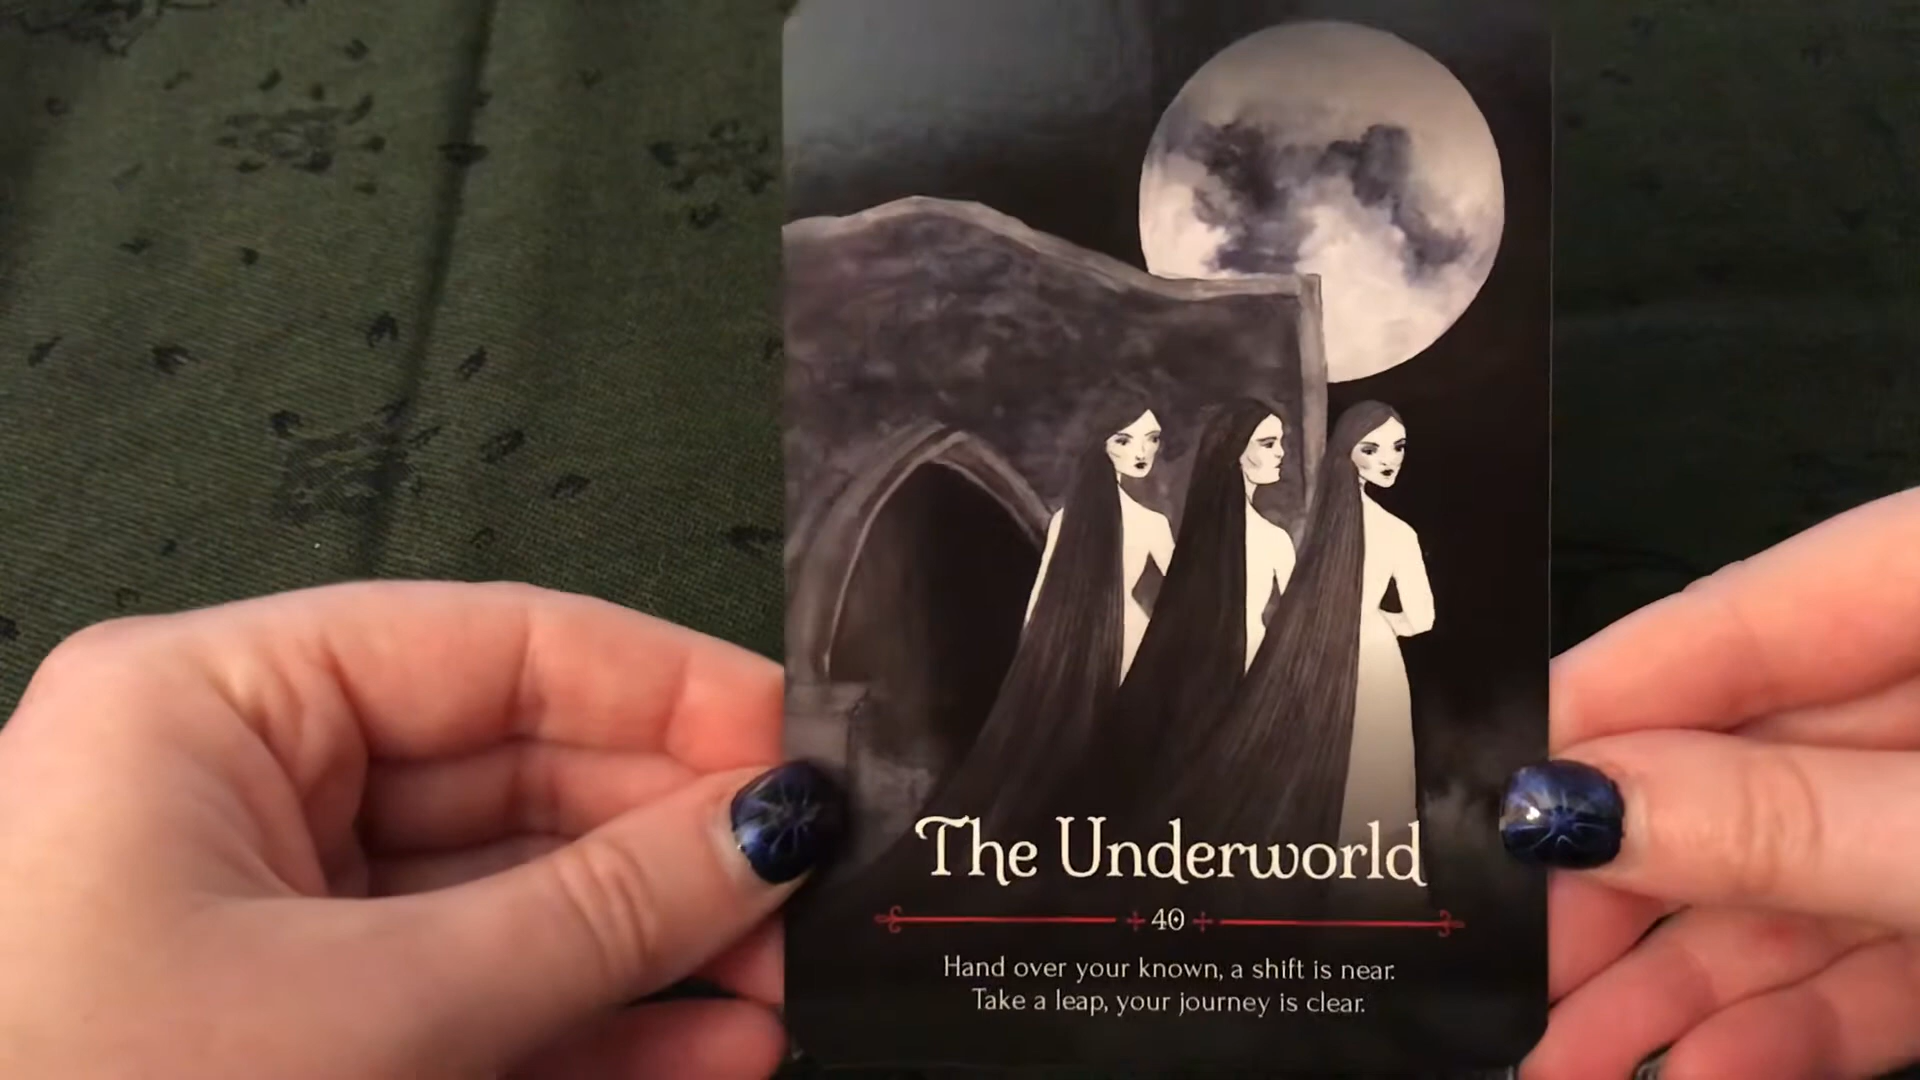 The Underworld
40
Hand over your known, a shift is near.
Take a leap, your journey is clear.